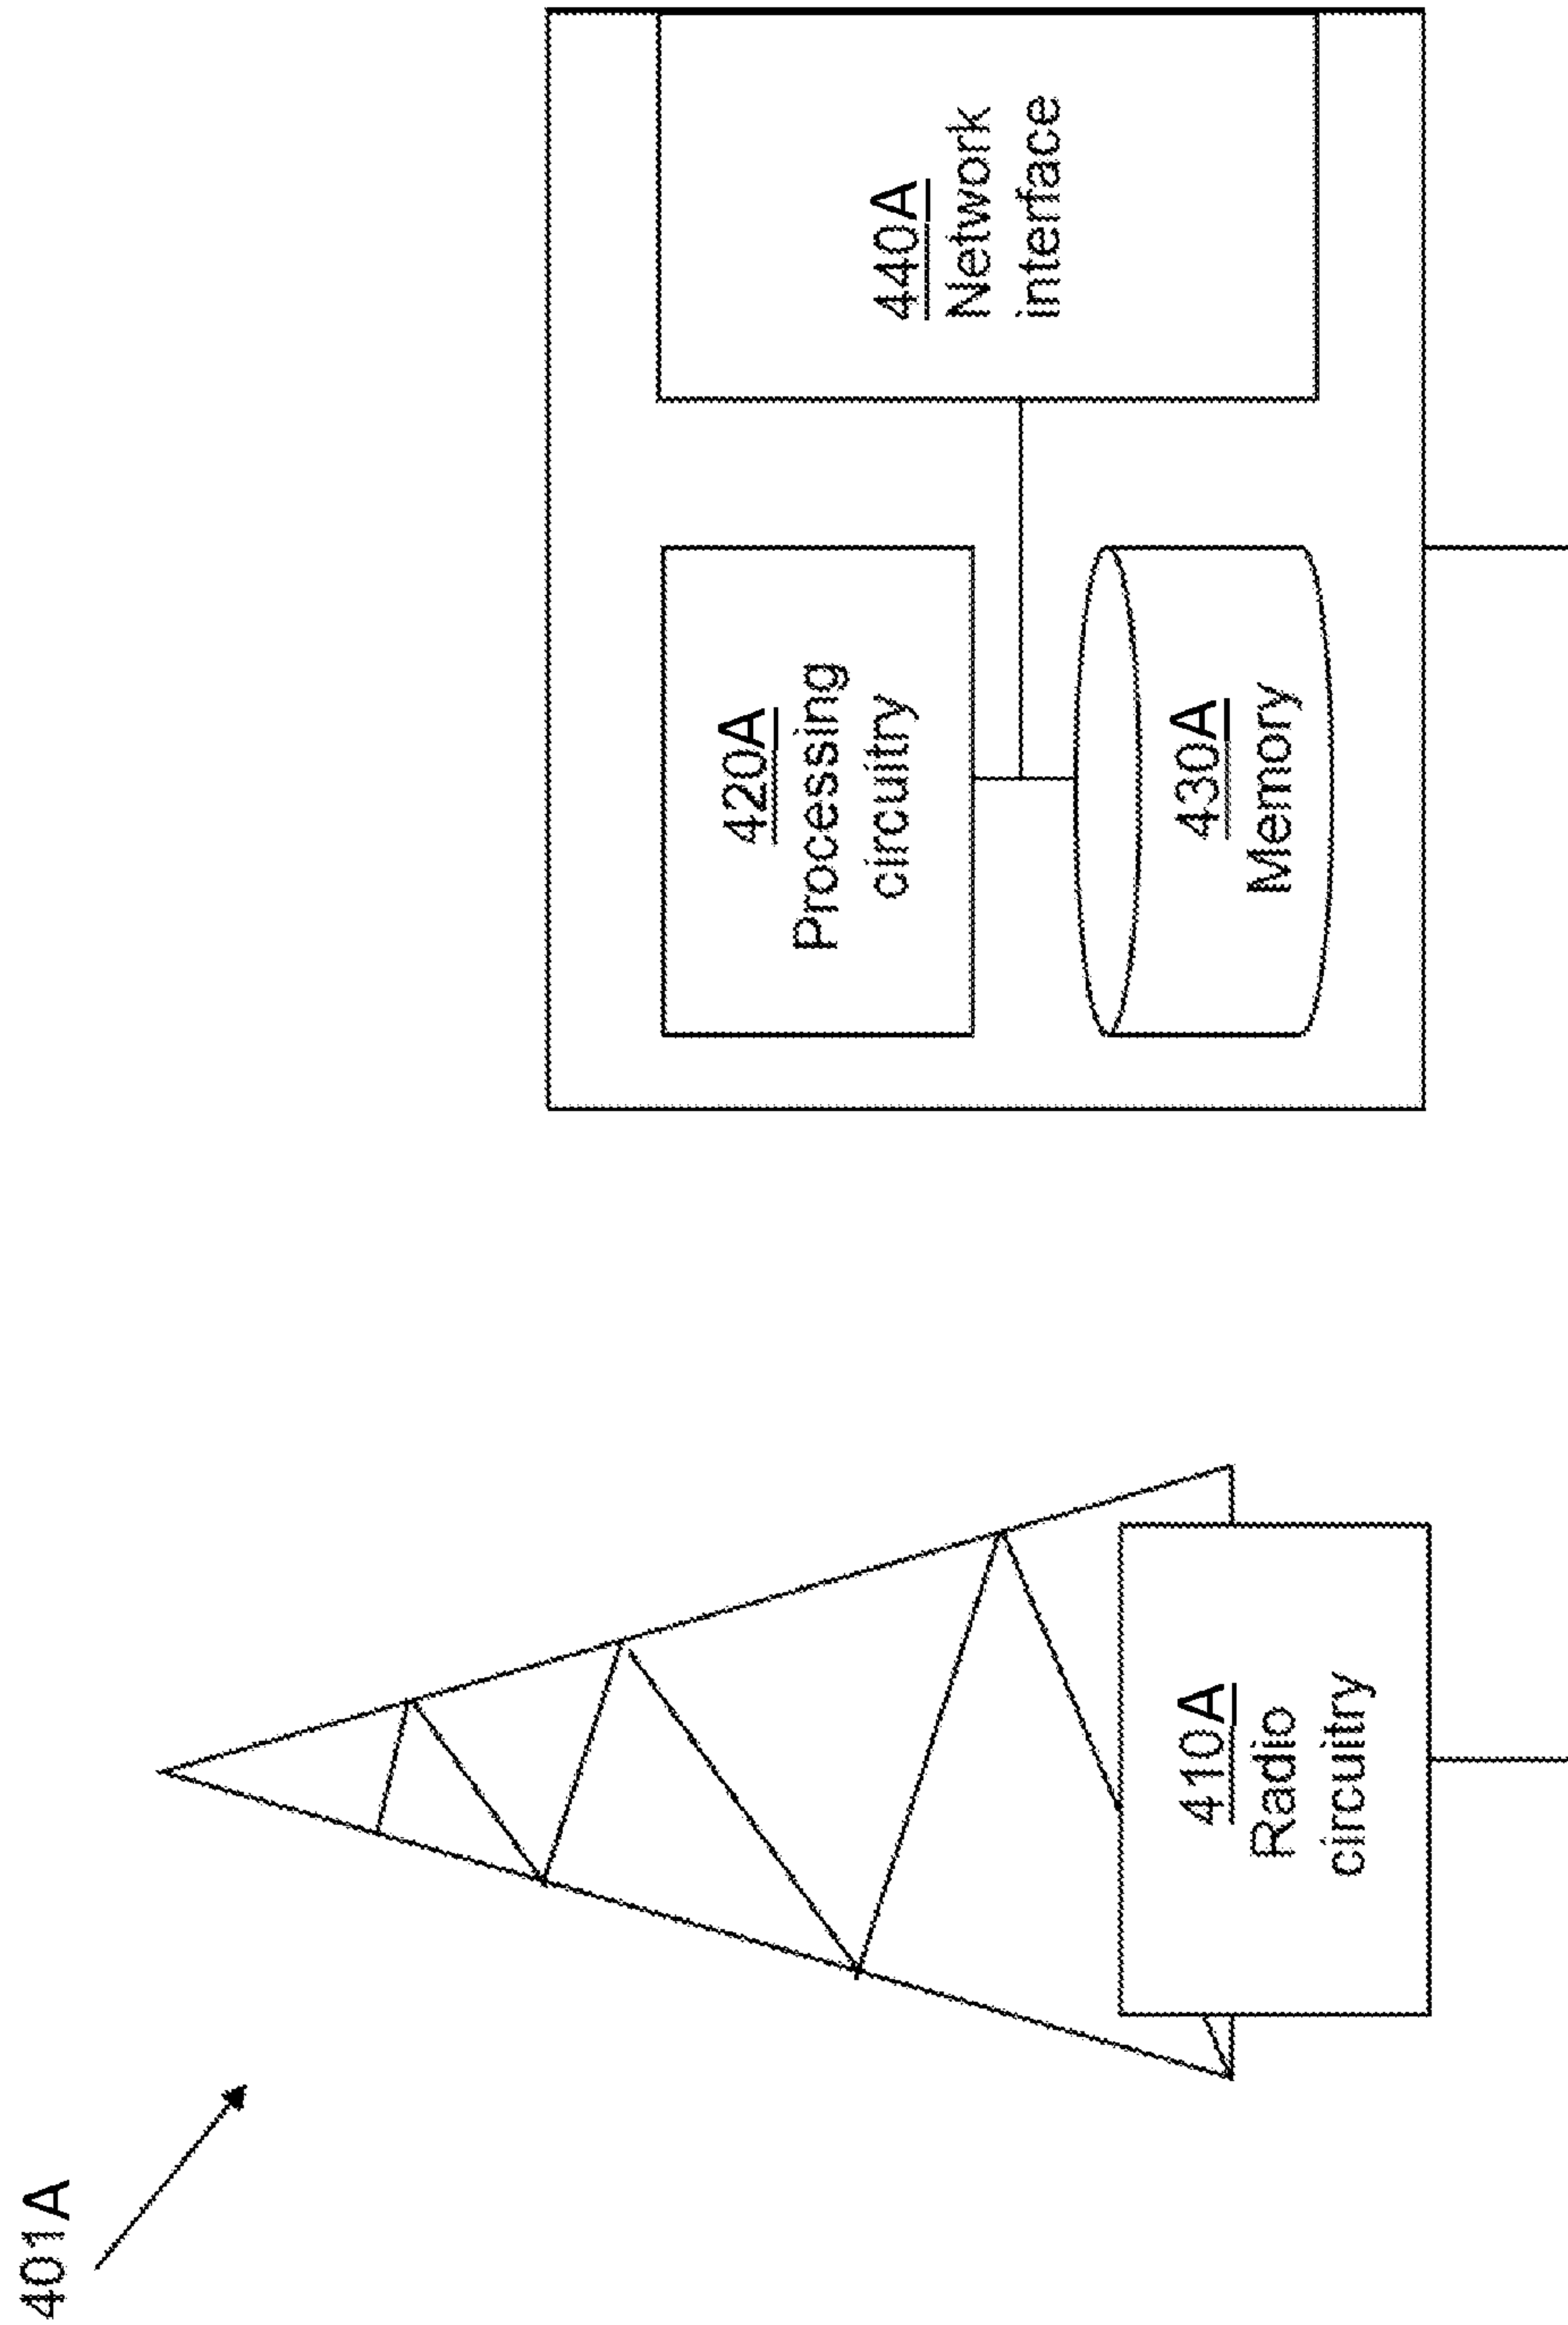 401A
410A
Radio
circuitry
420A
Processing
circuitry
430A
Memory
440A
Network
interface